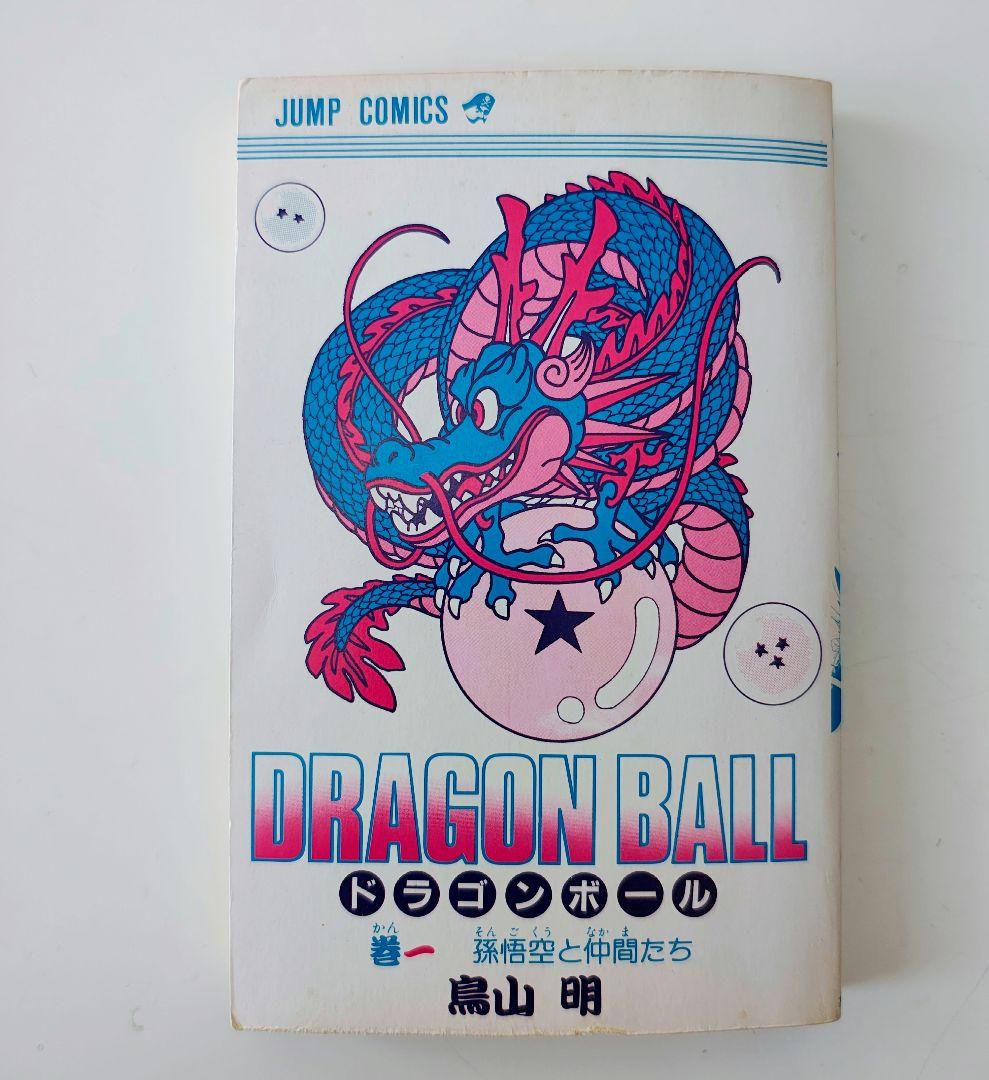 JUMP COMICS
DRAGON BALL
ドラゴンボール
かん そんごくう なかま
巻一 孫悟空と仲間たち
鳥山 明